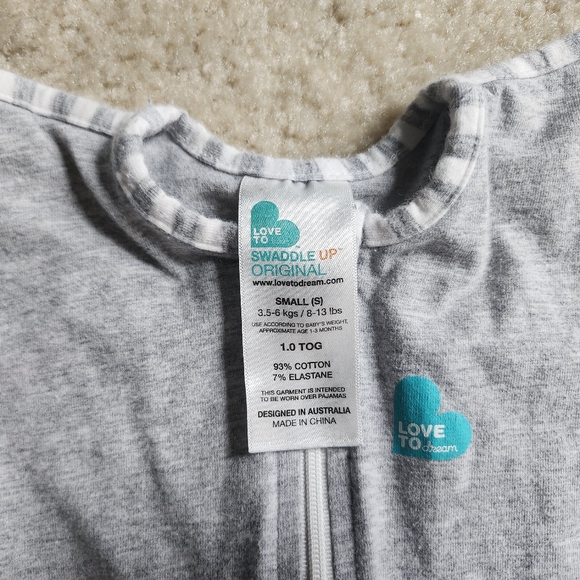 LOVE
TO dream
SWADDLE UP™
ORIGINAL
www.lovetodream.com
SMALL (S)
3.5-6 kgs / 8-13 lbs
USE ACCORDING TO BABY'S WEIGHT,
APPROXIMATE AGE 1-3 MONTHS
1.0 TOG
93% COTTON
7% ELASTANE
THIS GARMENT IS INTENDED
TO BE WORN OVER PAJAMAS
DESIGNED IN AUSTRALIA
MADE IN CHINA
LOVE
TO dream